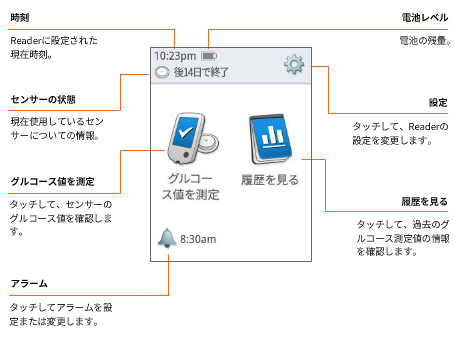 時刻
Readerに設定された
現在時刻。
センサーの状態
現在使用しているセン
サーについての情報。
グルコース値を測定
タッチして、センサーの
グルコース値を確認しま
す。
アラーム
タッチしてアラームを設
定または変更します。
10:23pm
後14日で終了
グルコー
ス値を測定
履歴を見る
8:30am
電池レベル
電池の残量。
設定
タッチして、Readerの
設定を変更します。
履歴を見る
タッチして、過去のグ
ルコース測定値の情報
を確認します。